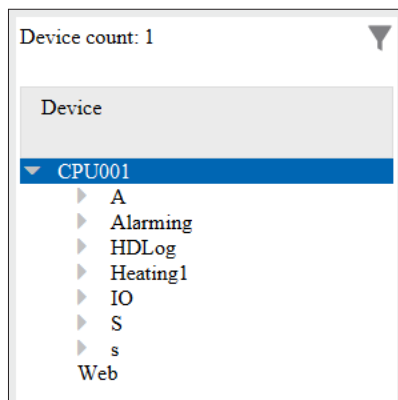 Device count: 1
Device
CPU001
A
Alarming
HDLog
Heating1
IO
S
s
Web